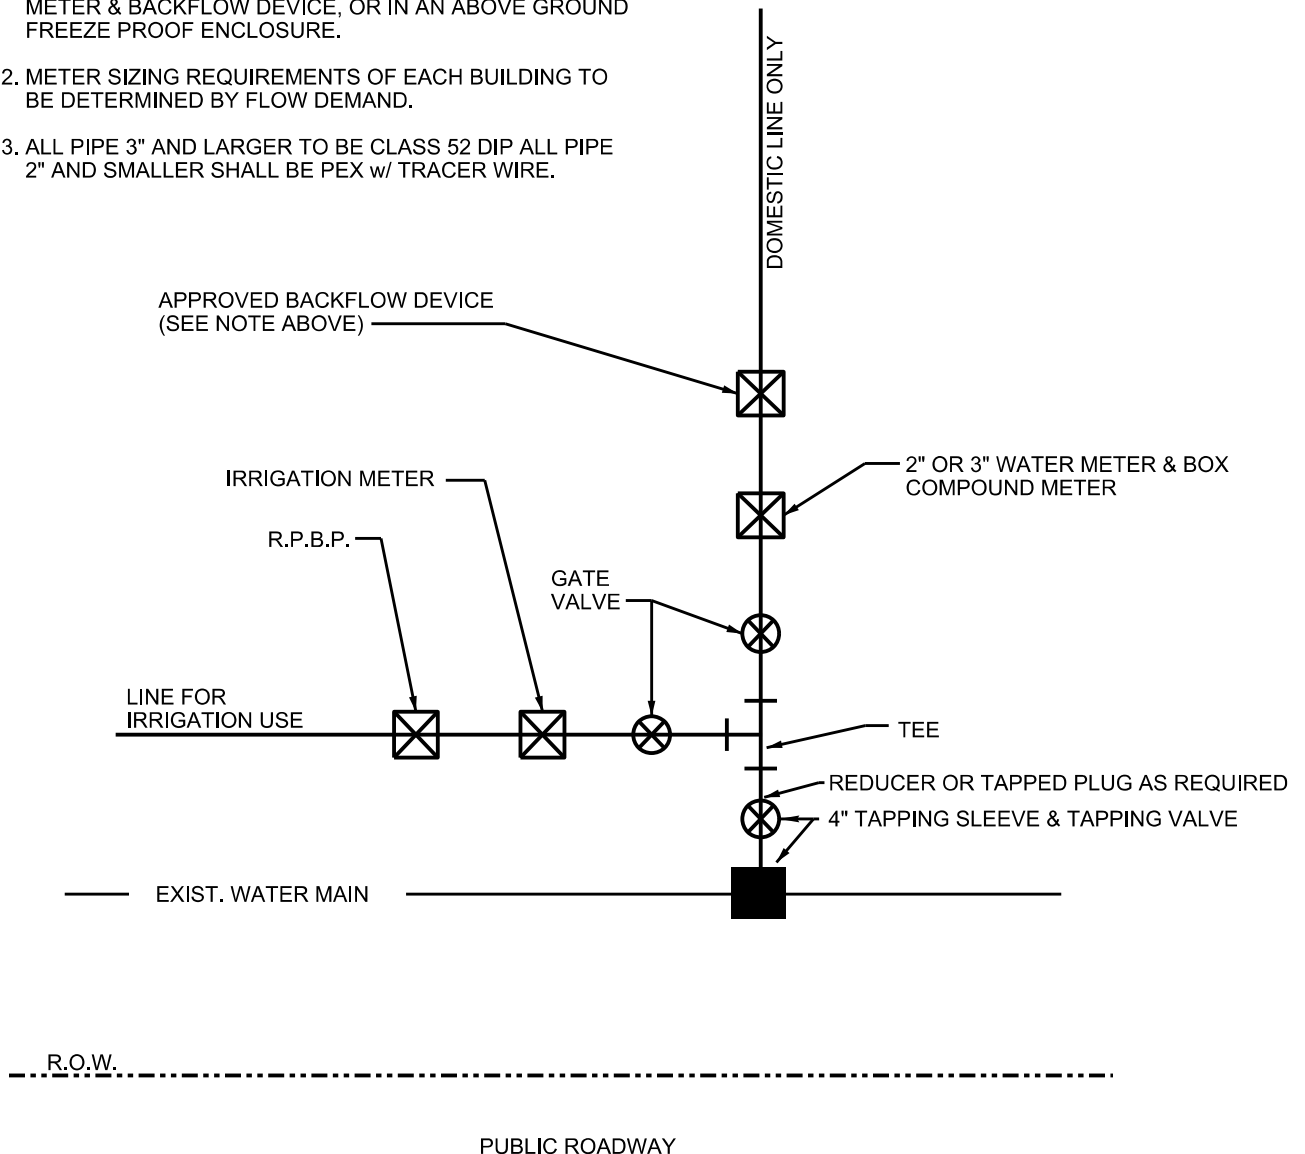 METER & BACKFLOW DEVICE, OR IN AN ABOVE GROUND
FREEZE PROOF ENCLOSURE.
2. METER SIZING REQUIREMENTS OF EACH BUILDING TO
BE DETERMINED BY FLOW DEMAND.
3. ALL PIPE 3" AND LARGER TO BE CLASS 52 DIP ALL PIPE
2" AND SMALLER SHALL BE PEX w/ TRACER WIRE.
DOMESTIC LINE ONLY
APPROVED BACKFLOW DEVICE
(SEE NOTE ABOVE)
2" OR 3" WATER METER & BOX
COMPOUND METER
IRRIGATION METER
R.P.B.P.
GATE
VALVE
LINE FOR
IRRIGATION USE
TEE
REDUCER OR TAPPED PLUG AS REQUIRED
4" TAPPING SLEEVE & TAPPING VALVE
EXIST. WATER MAIN
R.O.W.
PUBLIC ROADWAY